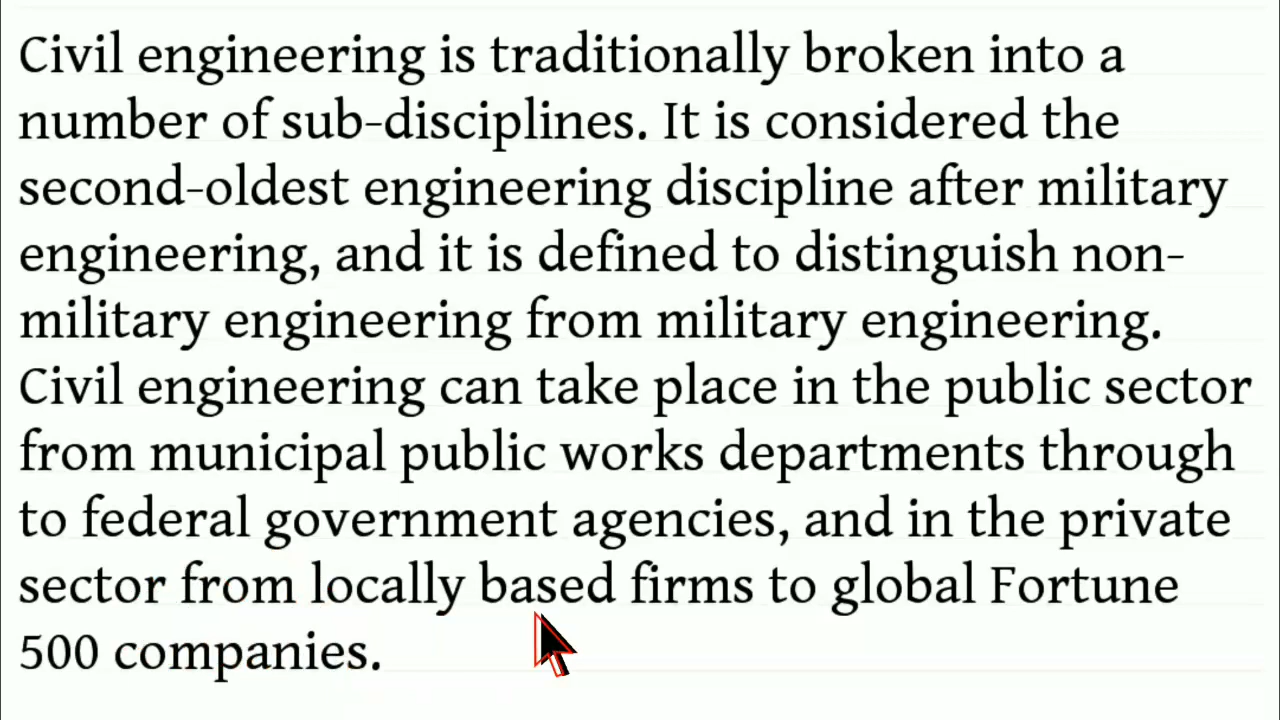 Civil engineering is traditionally broken into a
number of sub-disciplines. It is considered the
second-oldest engineering discipline after military
engineering, and it is defined to distinguish non-
military engineering from military engineering.
Civil engineering can take place in the public sector
from municipal public works departments through
to federal government agencies, and in the private
sector from locally based firms to global Fortune
500 companies.